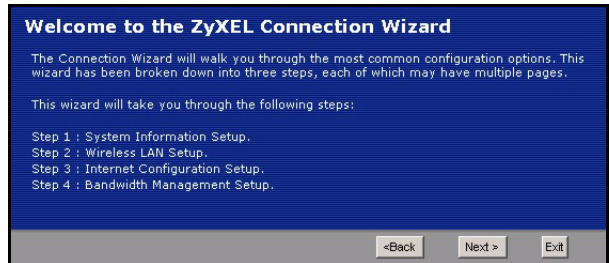 Welcome to the ZyXEL Connection Wizard
The Connection Wizard will walk you through the most common configuration options. This
wizard has been broken down into three steps, each of which may have multiple pages.
This wizard will take you through the following steps:
Step 1 : System Information Setup.
Step 2 : Wireless LAN Setup.
Step 3 : Internet Configuration Setup.
Step 4 : Bandwidth Management Setup.
<Back Next > Exit